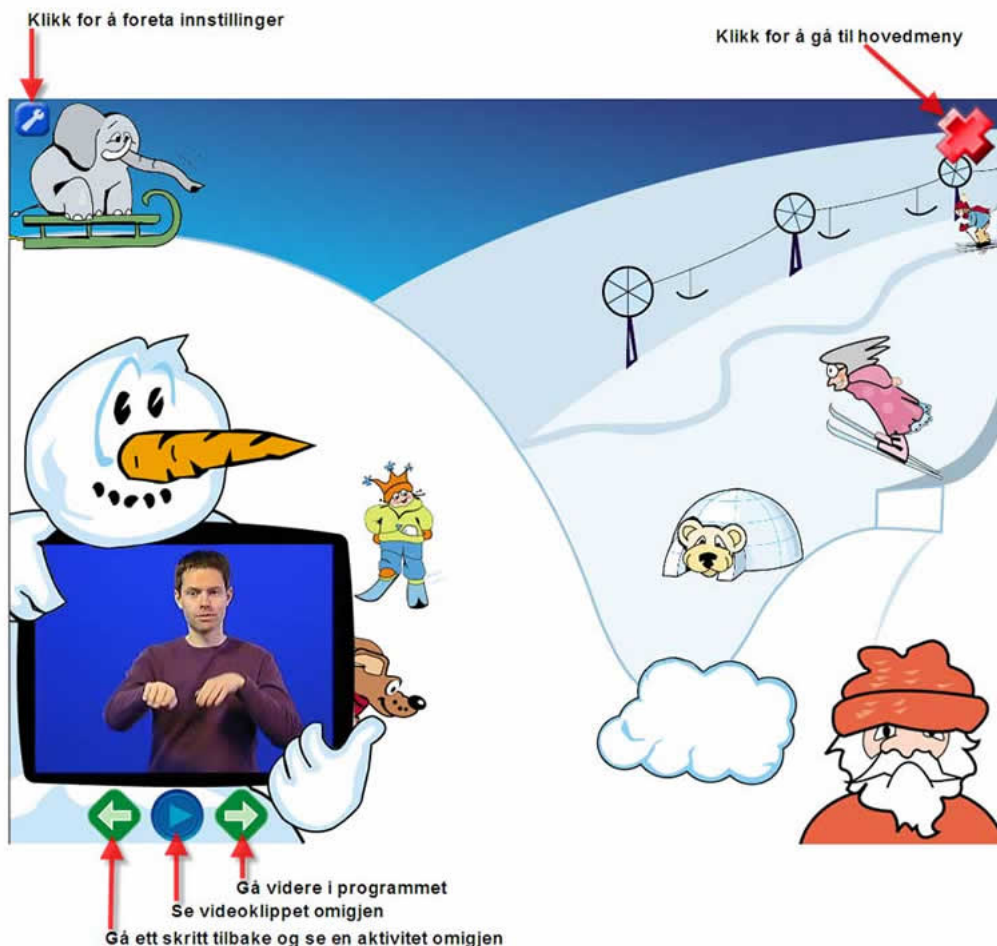 Klikk for å foreta innstillinger
Klikk for å gå til hovedmeny
Gå videre i programmet
Se videoklippet omigjen
Gå ett skritt tilbake og se en aktivitet omigjen